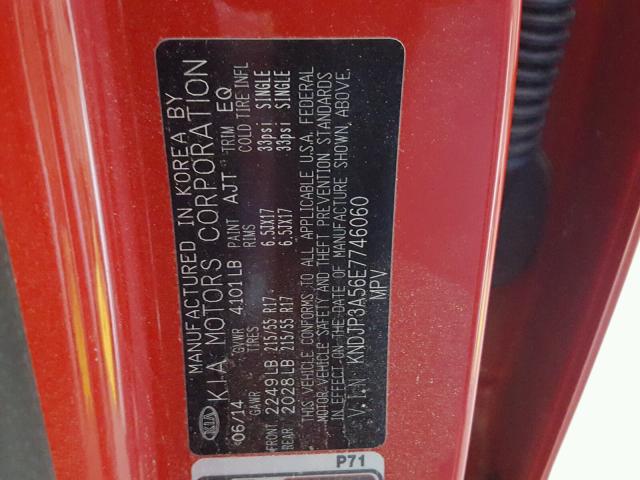 MANUFACTURED IN KOREA BY
KIA KIA MOTORS CORPORATION
06/14 GVWR 4101LB PAINT AJT TRIM EQ
GAWR TIRES RIMS COLD TIRE INFL
FRONT 2249LB 215/55 R17 6.5JX17 33psi SINGLE
REAR 2028LB 215/55 R17 6.5JX17 33psi SINGLE
THIS VEHICLE CONFORMS TO ALL APPLICABLE U.S.A. FEDERAL
MOTOR VEHICLE SAFETY AND THEFT PREVENTION STANDARDS
IN EFFECT ON THE DATE OF MANUFACTURE SHOWN, ABOVE.
V.I.N KNDJP3A56E7746060
MPV
P71